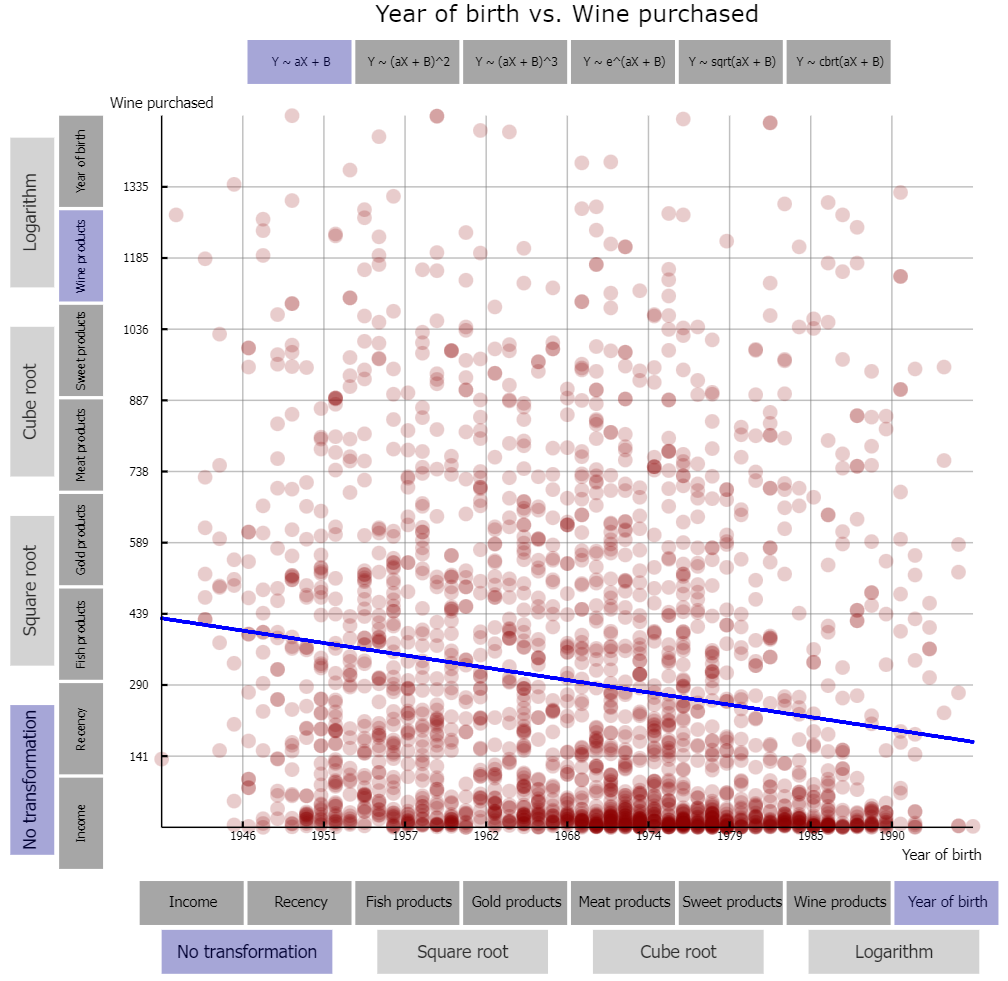 Year of birth vs. Wine purchased
Y ~ aX + B
Y ~ (aX + B)^2
Y ~ (aX + B)^3
Y ~ e^(aX + B)
Y ~ sqrt(aX + B)
Y ~ cbrt(aX + B)
Wine purchased
Logarithm
Cube root
Square root
No transformation
Year of birth
Wine products
Sweet products
Meat products
Gold products
Fish products
Recency
Income
1335
1185
1036
887
738
589
439
290
141
1946
1951
1957
1962
1968
1974
1979
1985
1990
Year of birth
Income
Recency
Fish products
Gold products
Meat products
Sweet products
Wine products
Year of birth
No transformation
Square root
Cube root
Logarithm